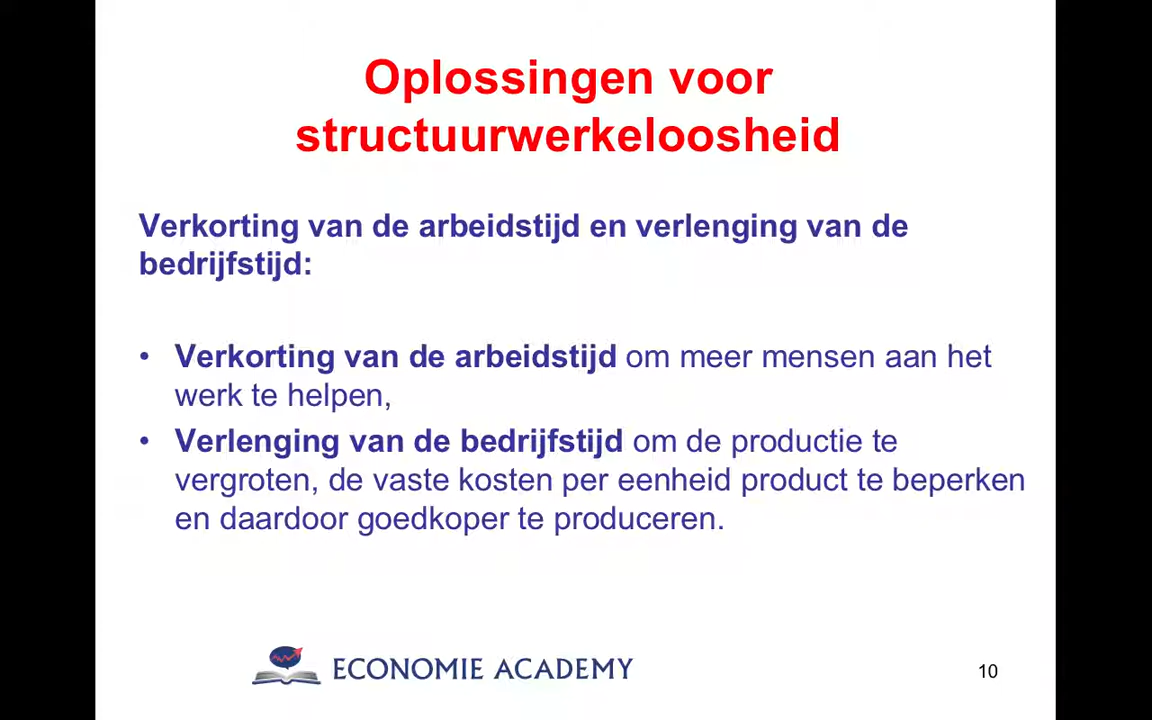 Oplossingen voor
structuurwerkeloosheid
Verkorting van de arbeidstijd en verlenging van de
bedrijfstijd:
• Verkorting van de arbeidstijd om meer mensen aan het
werk te helpen,
• Verlenging van de bedrijfstijd om de productie te
vergroten, de vaste kosten per eenheid product te beperken
en daardoor goedkoper te produceren.
ECONOMIE ACADEMY
10